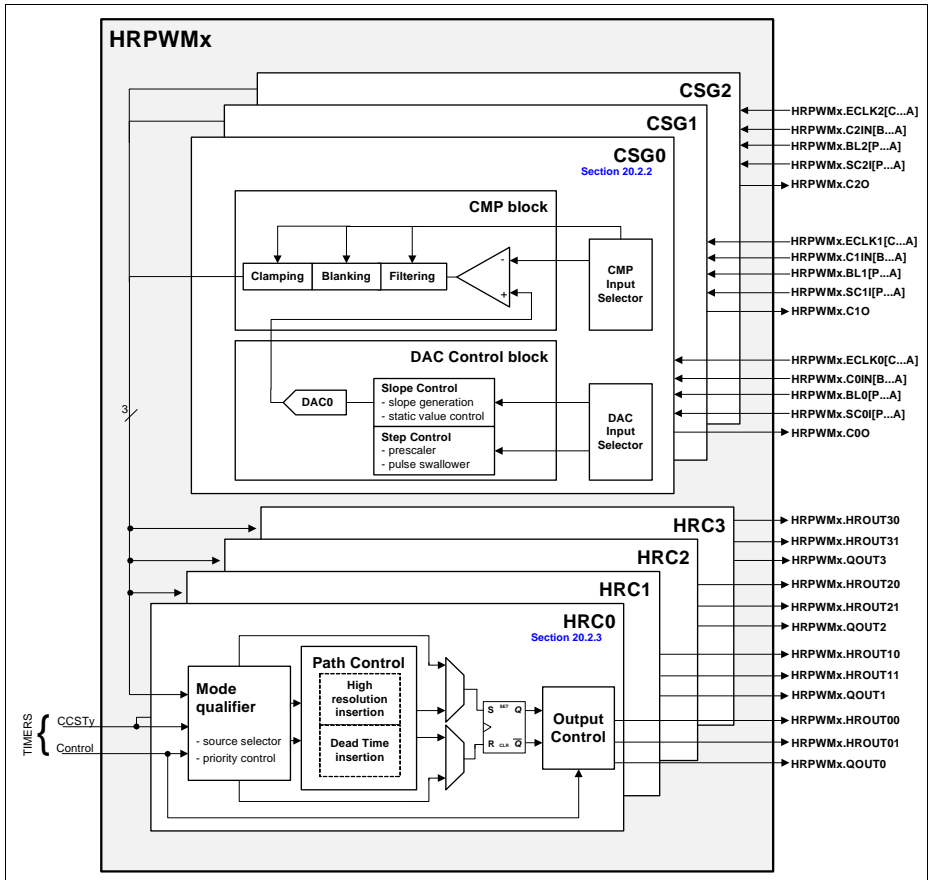 HRPWMx
CSG2
CSG1
CSG0
Section 20.2.2
CMP block
Clamping
Blanking
Filtering
-
+
CMP
Input
Selector
DAC Control block
DAC0
Slope Control
- slope generation
- static value control
Step Control
- prescaler
- pulse swallower
DAC
Input
Selector
3
HRPWMx.ECLK2[C...A]
HRPWMx.C2IN[B...A]
HRPWMx.BL2[P...A]
HRPWMx.SC2I[P...A]
HRPWMx.C2O
HRPWMx.ECLK1[C...A]
HRPWMx.C1IN[B...A]
HRPWMx.BL1[P...A]
HRPWMx.SC1I[P...A]
HRPWMx.C1O
HRPWMx.ECLK0[C...A]
HRPWMx.C0IN[B...A]
HRPWMx.BL0[P...A]
HRPWMx.SC0I[P...A]
HRPWMx.C0O
HRC3
HRC2
HRC1
HRC0
Section 20.2.3
Mode
qualifier
- source selector
- priority control
Path Control
High
resolution
insertion
Dead Time
insertion
S SET Q
R CLR Q
Output
Control
TIMERS
{
CCSTy
Control
HRPWMx.HROUT30
HRPWMx.HROUT31
HRPWMx.QOUT3
HRPWMx.HROUT20
HRPWMx.HROUT21
HRPWMx.QOUT2
HRPWMx.HROUT10
HRPWMx.HROUT11
HRPWMx.QOUT1
HRPWMx.HROUT00
HRPWMx.HROUT01
HRPWMx.QOUT0